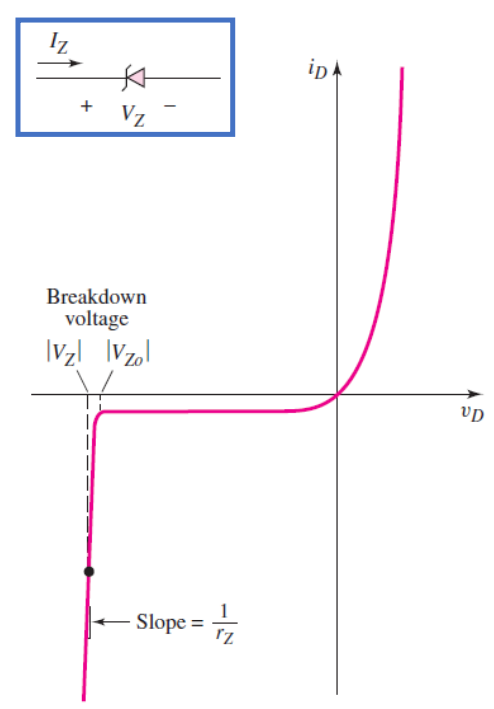 I_Z
+ V_Z −
i_D
Breakdown
voltage
|V_Z| |V_Zo|
v_D
Slope = 1/r_Z